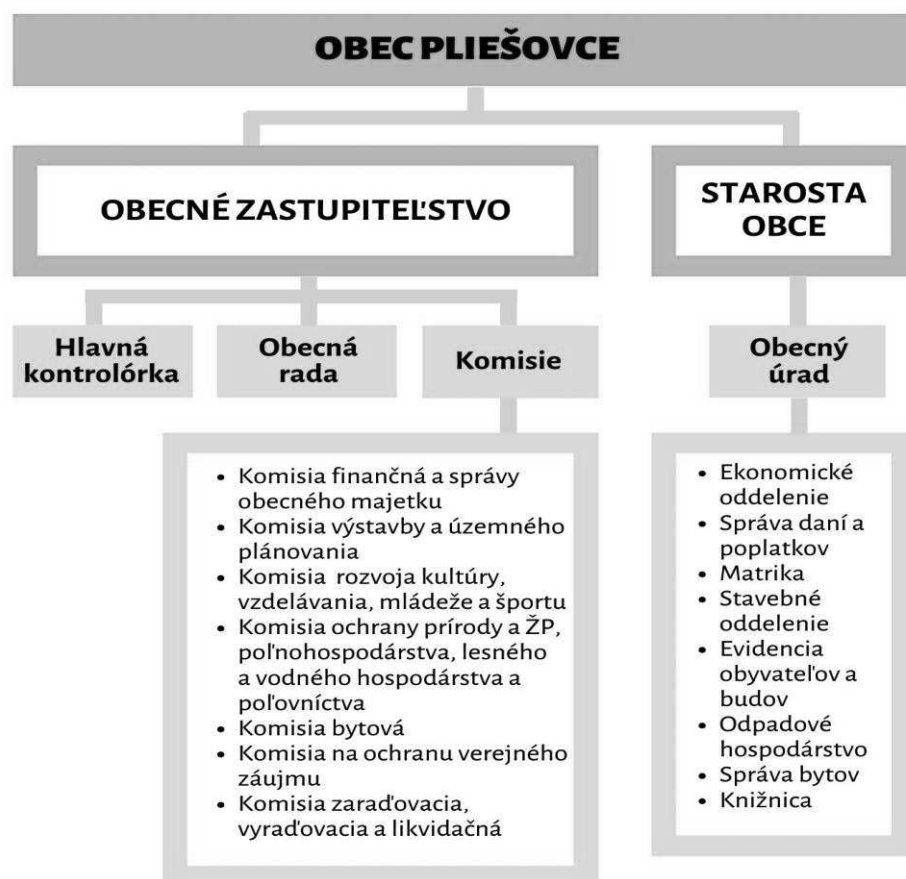 OBEC PLIEŠOVCE
OBECNÉ ZASTUPITEĽSTVO
STAROSTA
OBCE
Hlavná
kontrolórka
Obecná
rada
Komisie
Obecný
úrad
• Komisia finančná a správy
obecného majetku
• Komisia výstavby a územného
plánovania
• Komisia rozvoja kultúry,
vzdelávania, mládeže a športu
• Komisia ochrany prírody a ŽP,
poľnohospodárstva, lesného
a vodného hospodárstva a
poľovníctva
• Komisia bytová
• Komisia na ochranu verejného
záujmu
• Komisia zaraďovacia,
vyraďovacia a likvidačná
• Ekonomické
oddelenie
• Správa daní a
poplatkov
• Matrika
• Stavebné
oddelenie
• Evidencia
obyvateľov a
budov
• Odpadové
hospodárstvo
• Správa bytov
• Knižnica